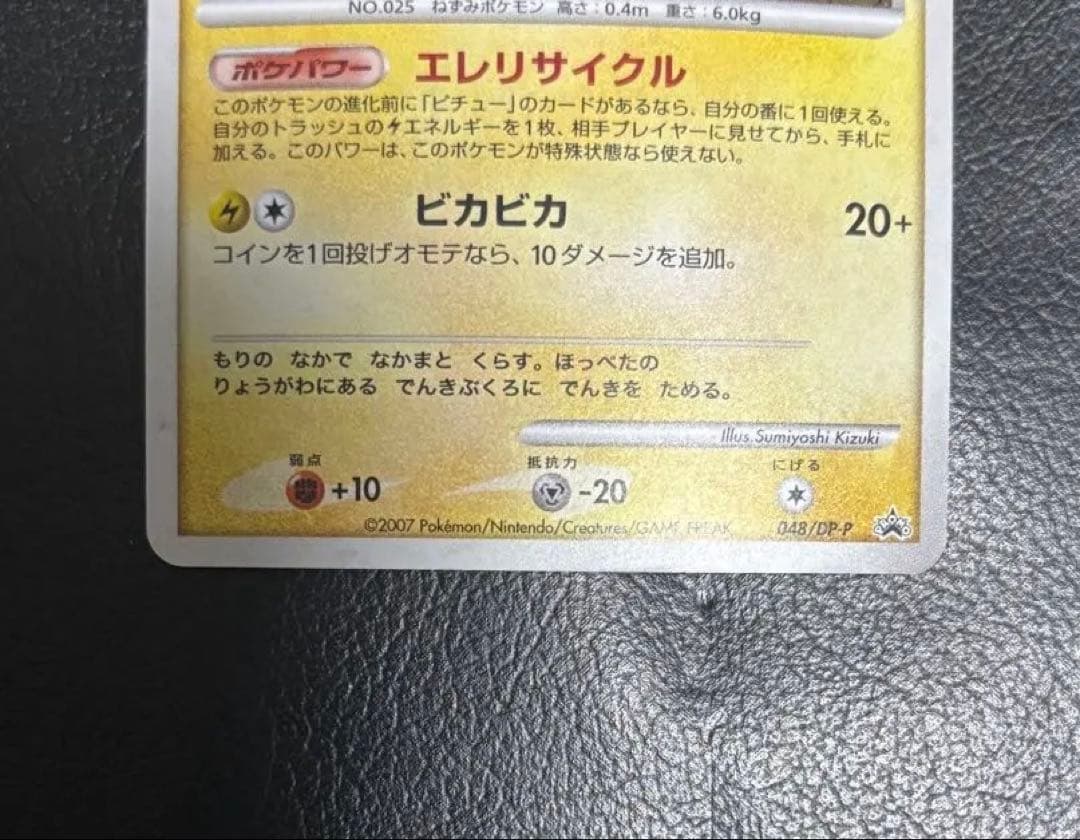 NO.025 ねずみポケモン 高さ：0.4m 重さ：6.0kg
ポケパワー エレリサイクル
このポケモンの進化前に「ピチュー」のカードがあるなら、自分の番に1回使える。
自分のトラッシュのエネルギーを1枚、相手プレイヤーに見せてから、手札に
加える。このパワーは、このポケモンが特殊状態なら使えない。
ビカビカ 20+
コインを1回投げオモテなら、10ダメージを追加。
もりの なかで なかまと くらす。ほっぺたの
りょうがわにある でんきぶくろに でんきを ためる。
Illus. Sumiyoshi Kizuki
弱点 抵抗力 にげる
+10 -20
©2007 Pokémon/Nintendo/Creatures/GAME FREAK 048/DP-P